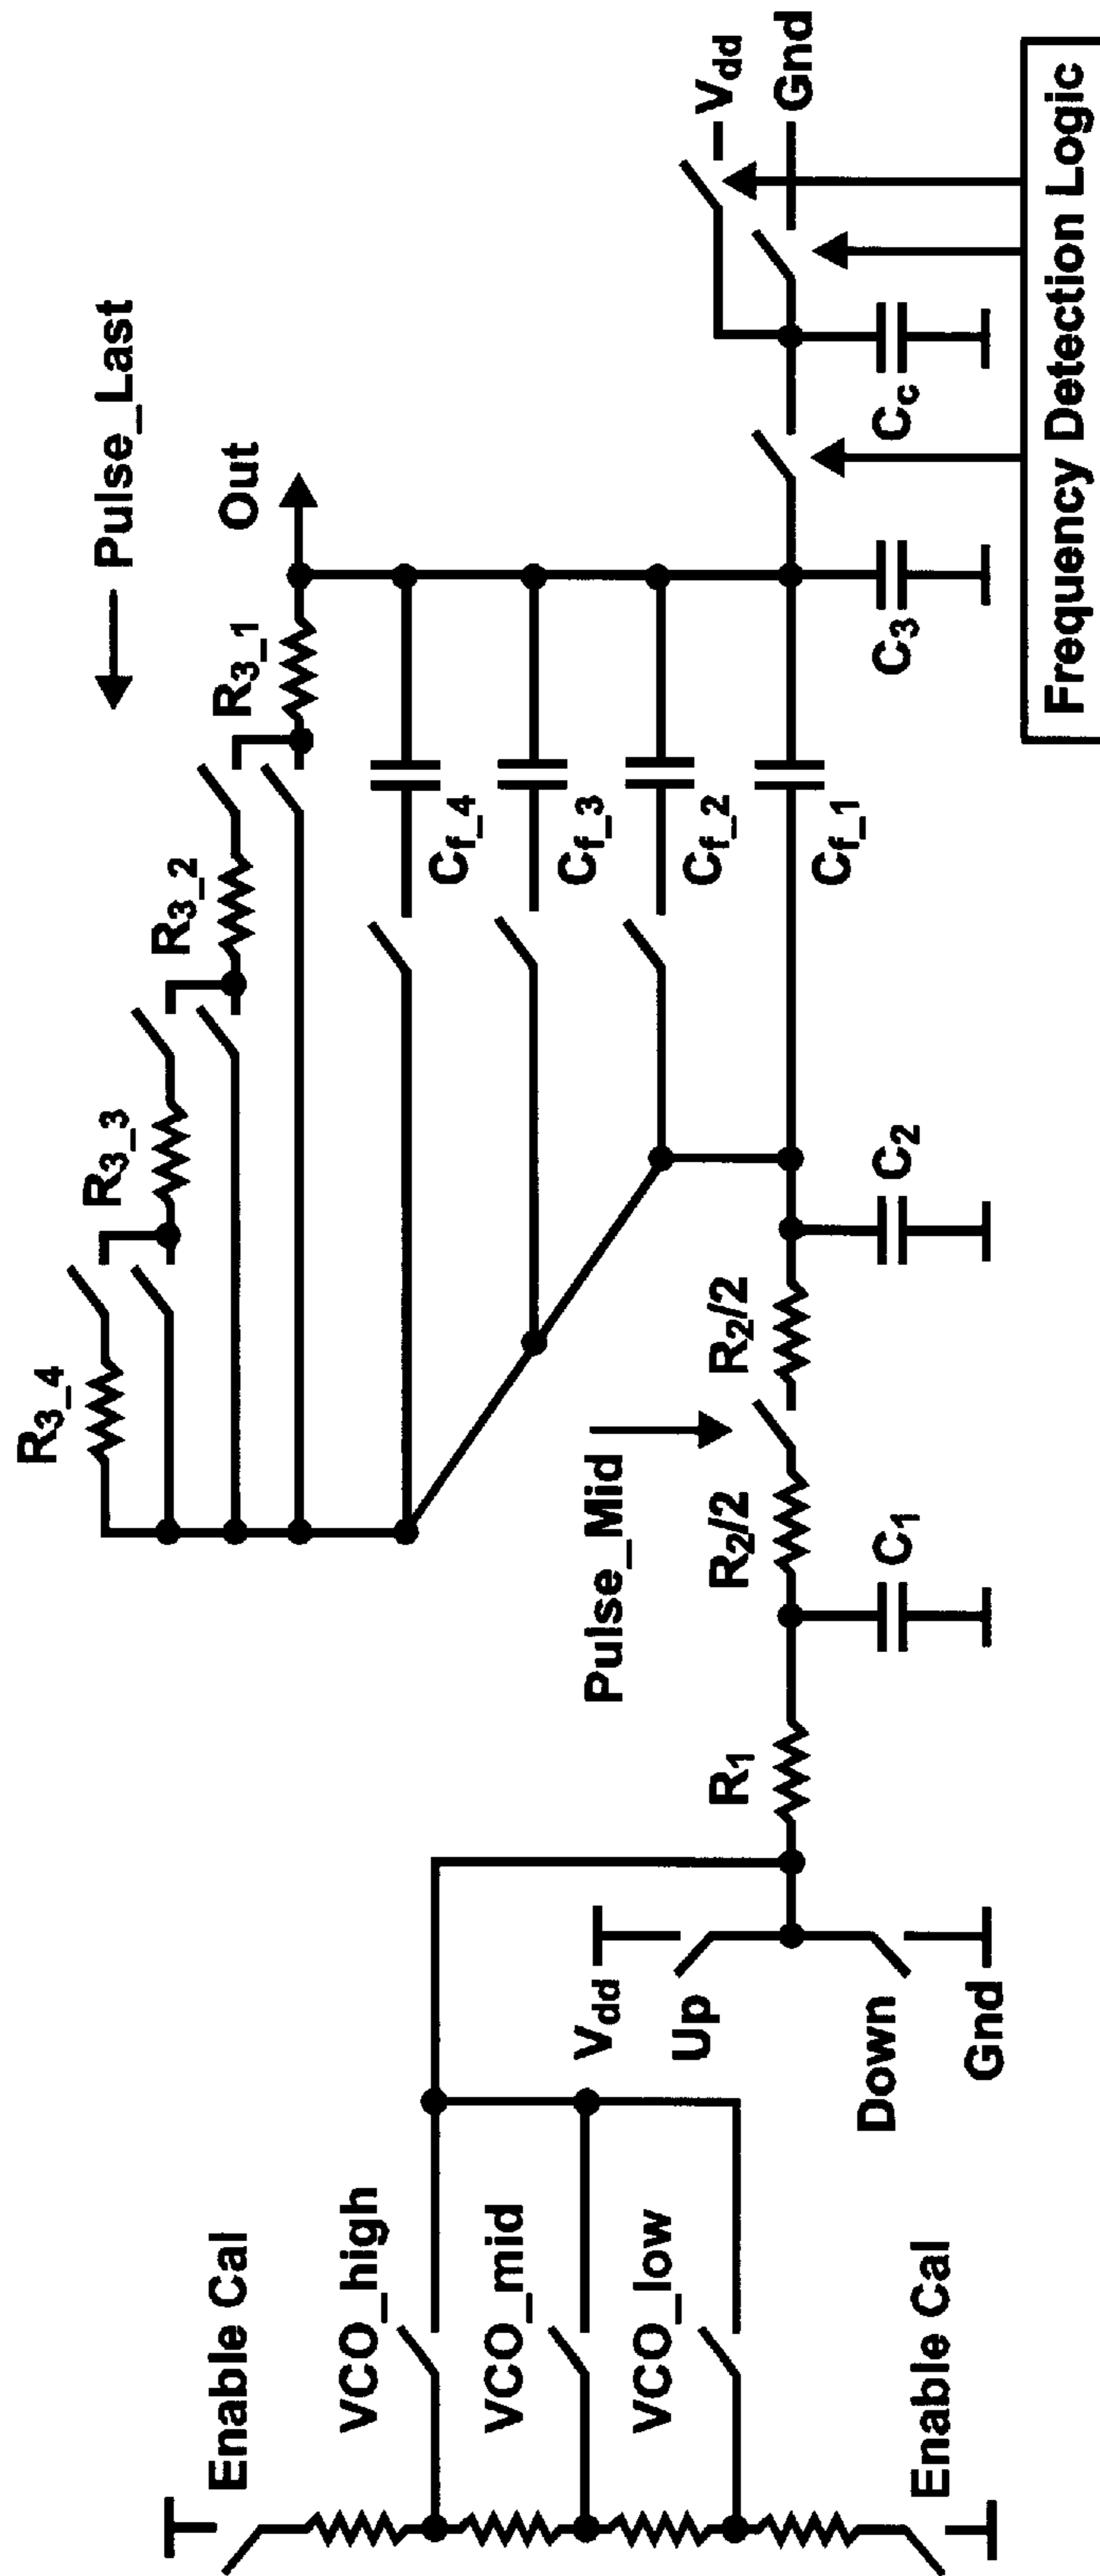 Enable Cal
VCO_high
VCO_mid
VCO_low
Enable Cal
Vdd
Up
Down
Gnd
R1
C1
Pulse_Mid
R2/2
R2/2
C2
R3_4
R3_3
R3_2
R3_1
Pulse_Last
Out
Cf_4
Cf_3
Cf_2
Cf_1
C3
Cc
Vdd
Gnd
Frequency Detection Logic